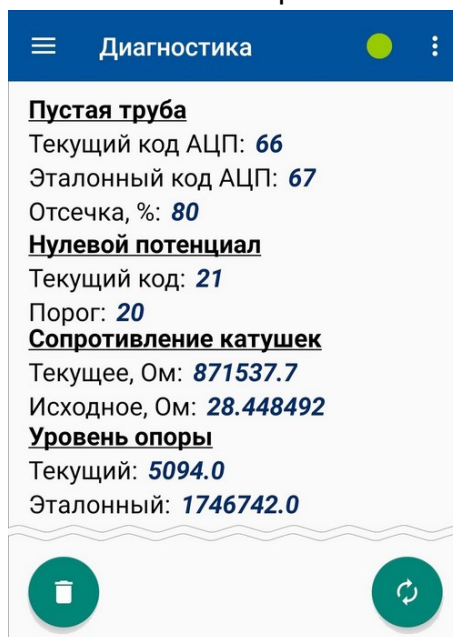 Диагностика
Пустая труба
Текущий код АЦП: 66
Эталонный код АЦП: 67
Отсечка, %: 80
Нулевой потенциал
Текущий код: 21
Порог: 20
Сопротивление катушек
Текущее, Ом: 871537.7
Исходное, Ом: 28.448492
Уровень опоры
Текущий: 5094.0
Эталонный: 1746742.0